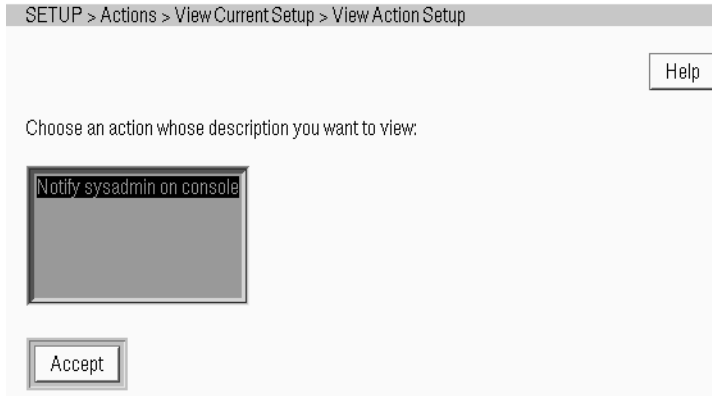 SETUP > Actions > View Current Setup > View Action Setup
Help
Choose an action whose description you want to view:
Notify sysadmin on console
Accept